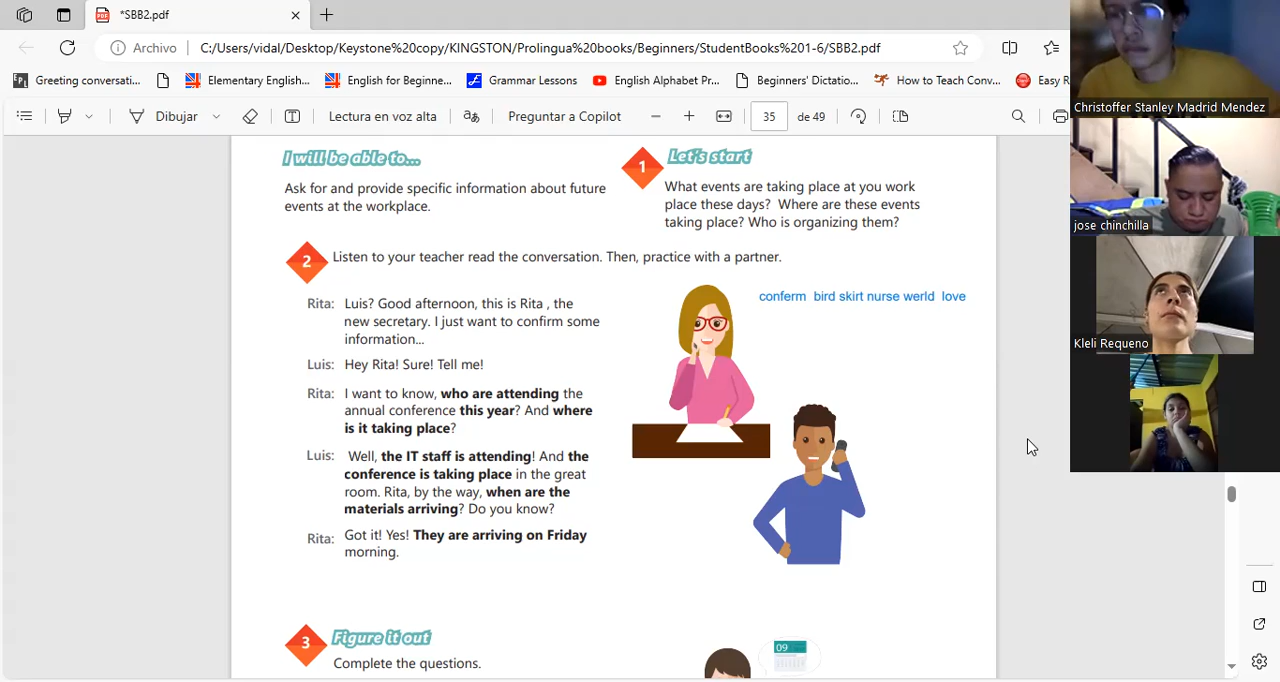 *SBB2.pdf
Archivo
C:/Users/vidal/Desktop/Keystone%20copy/KINGSTON/Prolingua%20books/Beginners/StudentBooks%201-6/SBB2.pdf
Greeting conversati...
Elementary English...
English for Beginne...
Grammar Lessons
English Alphabet Pr...
Beginners' Dictatio...
How to Teach Conv...
Easy R
Dibujar
Lectura en voz alta
Preguntar a Copilot
35
de 49
I will be able to...
Ask for and provide specific information about future
events at the workplace.
1
Let's start
What events are taking place at you work
place these days? Where are these events
taking place? Who is organizing them?
2
Listen to your teacher read the conversation. Then, practice with a partner.
conferm bird skirt nurse werld love
Rita: Luis? Good afternoon, this is Rita , the
new secretary. I just want to confirm some
information...
Luis: Hey Rita! Sure! Tell me!
Rita: I want to know, who are attending the
annual conference this year? And where
is it taking place?
Luis: Well, the IT staff is attending! And the
conference is taking place in the great
room. Rita, by the way, when are the
materials arriving? Do you know?
Rita: Got it! Yes! They are arriving on Friday
morning.
3
Figure it out
Complete the questions.
09
Christoffer Stanley Madrid Mendez
jose chinchilla
Kleli Requeno